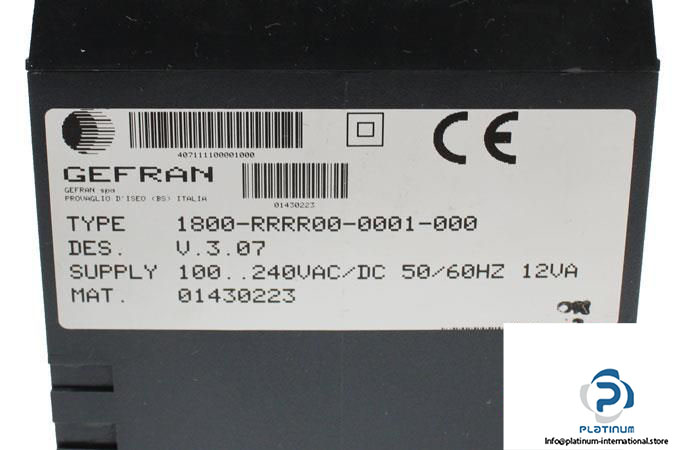 407111100001000
CE
GEFRAN
GEFRAN spa
PROVAGLIO D'ISEO (BS) ITALIA
01430223
TYPE 1800-RRRR00-0001-000
DES. V.3.07
SUPPLY 100..240VAC/DC 50/60HZ 12VA
MAT. 01430223
PLATINUM
Info@platinum-international.store